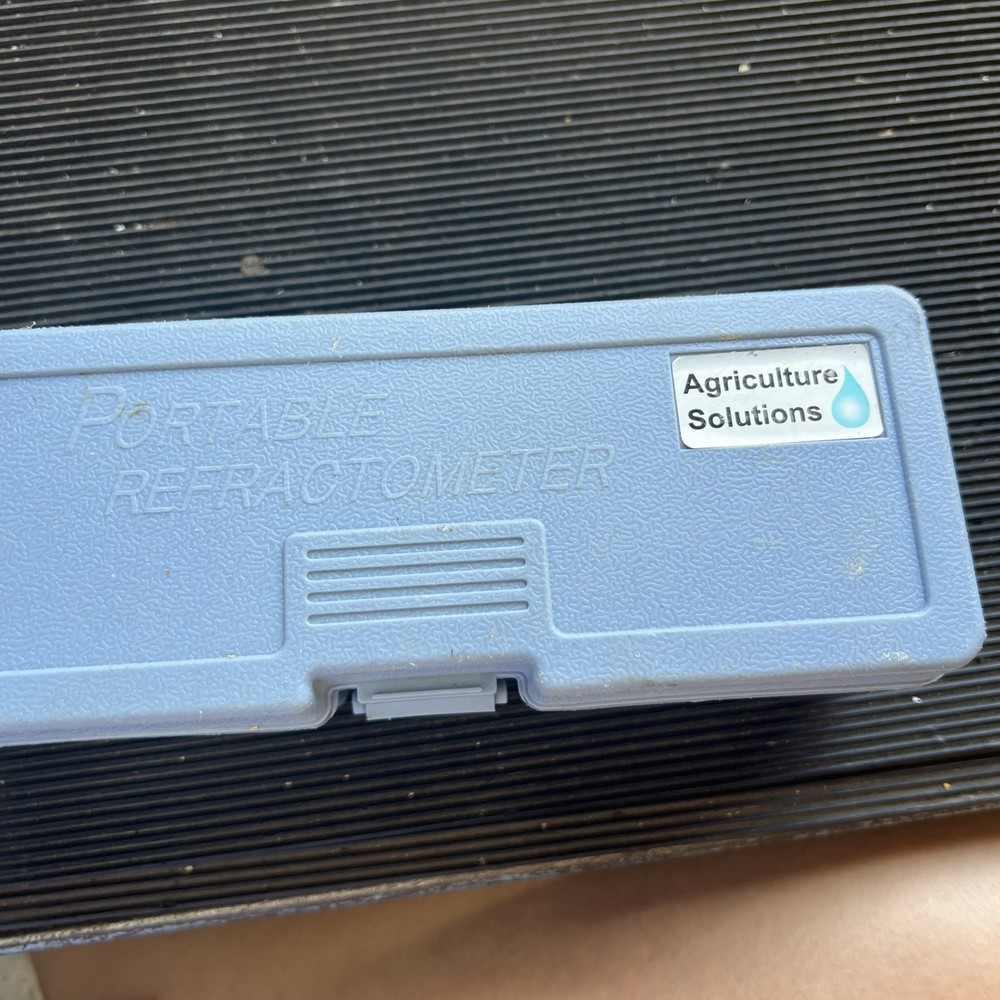 PORTABLE
REFRACTOMETER
Agriculture
Solutions